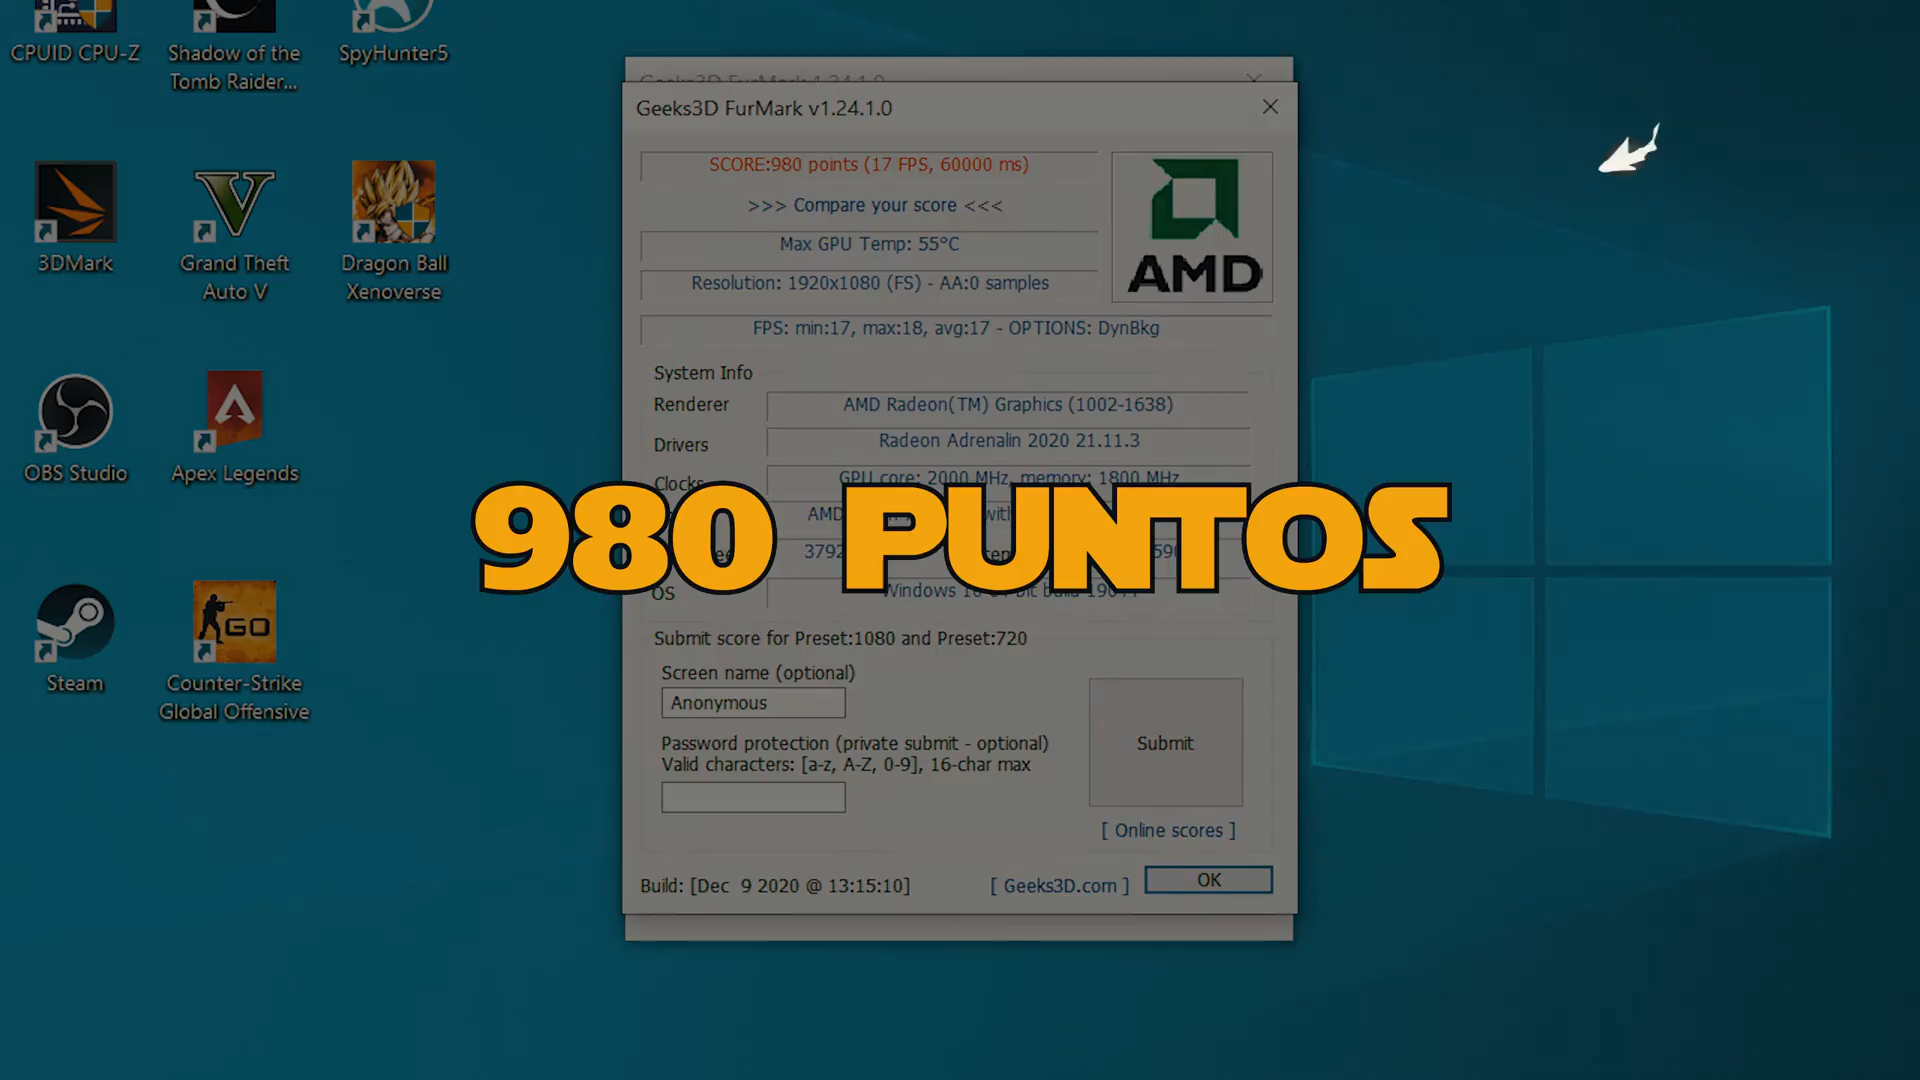 CPUID CPU-Z
Shadow of the
Tomb Raider...
SpyHunter5
3DMark
Grand Theft
Auto V
Dragon Ball
Xenoverse
OBS Studio
Apex Legends
Steam
GO
Counter-Strike
Global Offensive
Geeks3D FurMark v1.24.1.0
SCORE:980 points (17 FPS, 60000 ms)
>>> Compare your score <<<
Max GPU Temp: 55°C
Resolution: 1920x1080 (FS) - AA:0 samples
AMD
FPS: min:17, max:18, avg:17 - OPTIONS: DynBkg
System Info
Renderer
AMD Radeon(TM) Graphics (1002-1638)
Drivers
Radeon Adrenalin 2020 21.11.3
Clocks
GPU core: 2000 MHz, memory: 1800 MHz
AMD
with
980 PUNTOS
OS
Windows 10
build
Submit score for Preset:1080 and Preset:720
Screen name (optional)
Anonymous
Password protection (private submit - optional)
Valid characters: [a-z, A-Z, 0-9], 16-char max
Submit
[ Online scores ]
Build: [Dec 9 2020 @ 13:15:10]
[ Geeks3D.com ]
OK